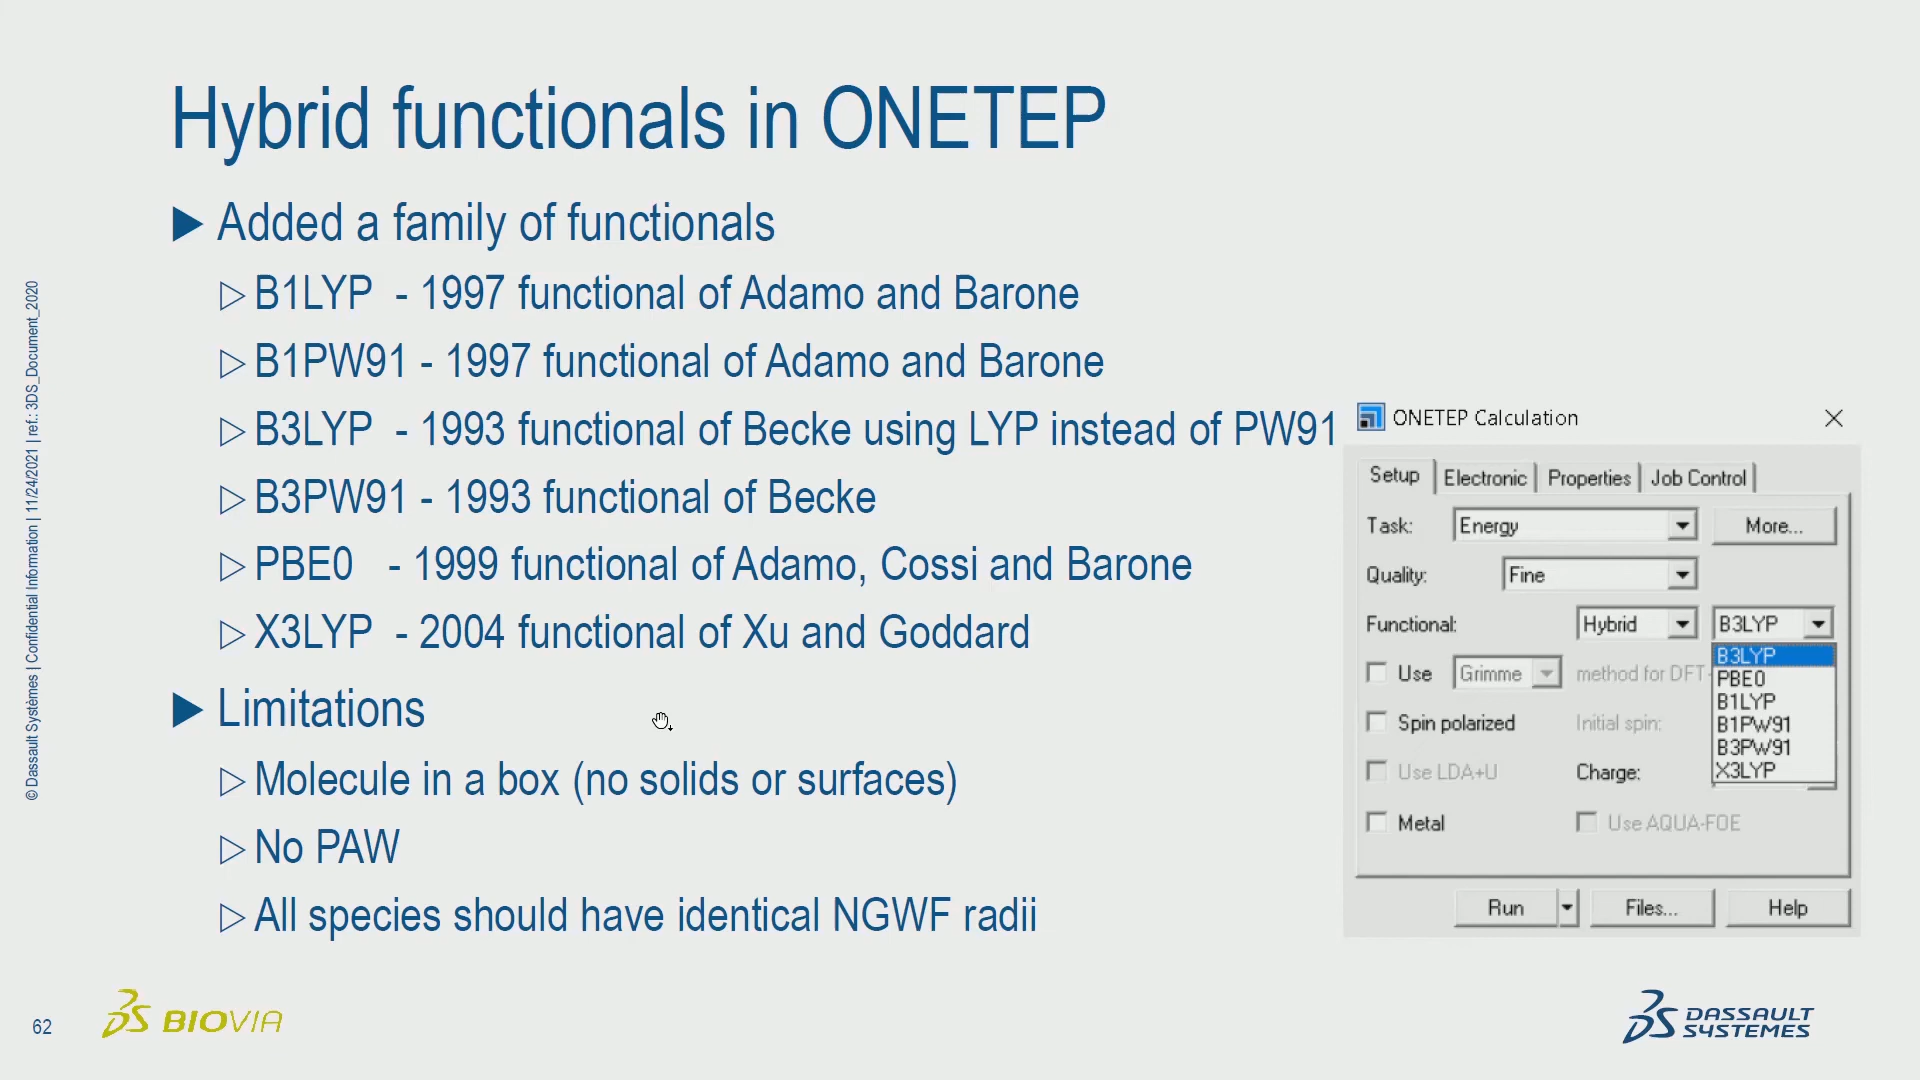 Hybrid functionals in ONETEP
Added a family of functionals
B1LYP - 1997 functional of Adamo and Barone
B1PW91 - 1997 functional of Adamo and Barone
B3LYP - 1993 functional of Becke using LYP instead of PW91
B3PW91 - 1993 functional of Becke
PBE0 - 1999 functional of Adamo, Cossi and Barone
X3LYP - 2004 functional of Xu and Goddard
Limitations
Molecule in a box (no solids or surfaces)
No PAW
All species should have identical NGWF radii
ONETEP Calculation
Setup Electronic Properties Job Control
Task: Energy More...
Quality: Fine
Functional: Hybrid B3LYP
B3LYP
PBE0
B1LYP
B1PW91
B3PW91
X3LYP
Use Grimme method for DFT-
Spin polarized Initial spin:
Use LDA+U Charge:
Metal Use AQUA-FOE
Run Files... Help
© Dassault Systèmes | Confidential Information | 11/24/2021 | ref.: 3DS_Document_2020
62
BIOVIA
DASSAULT
SYSTEMES